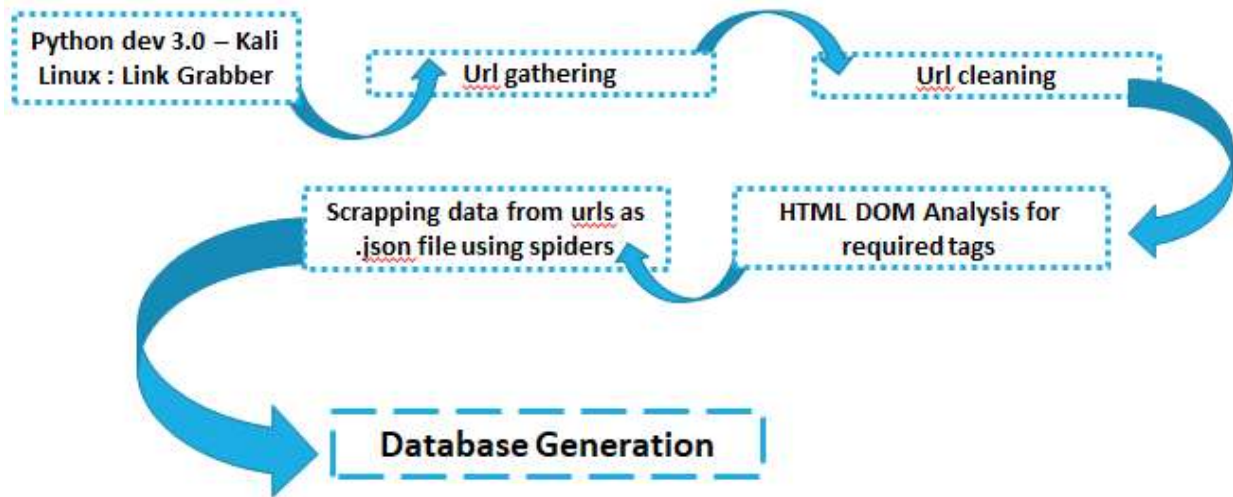 Python dev 3.0 – Kali
Linux : Link Grabber
Url gathering
Url cleaning
HTML DOM Analysis for
required tags
Scrapping data from urls as
.json file using spiders
Database Generation